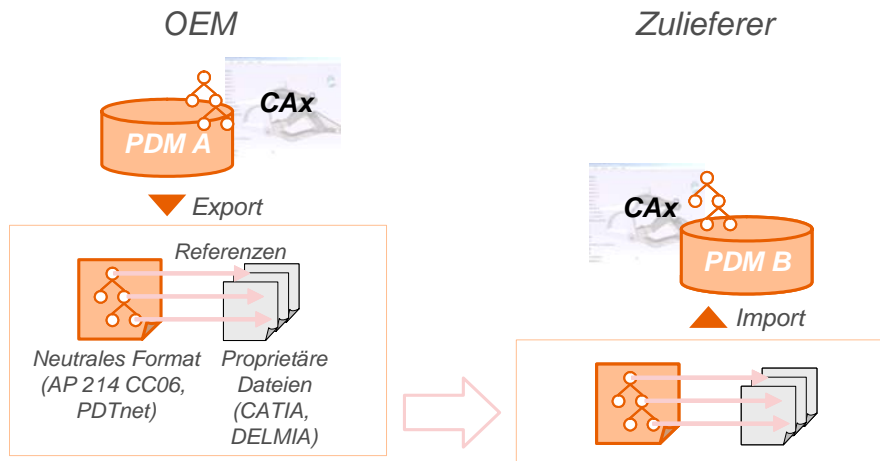 OEM
Zulieferer
CAx
PDM A
Export
Referenzen
Neutrales Format
(AP 214 CC06,
PDTnet)
Proprietäre
Dateien
(CATIA,
DELMIA)
CAx
PDM B
Import